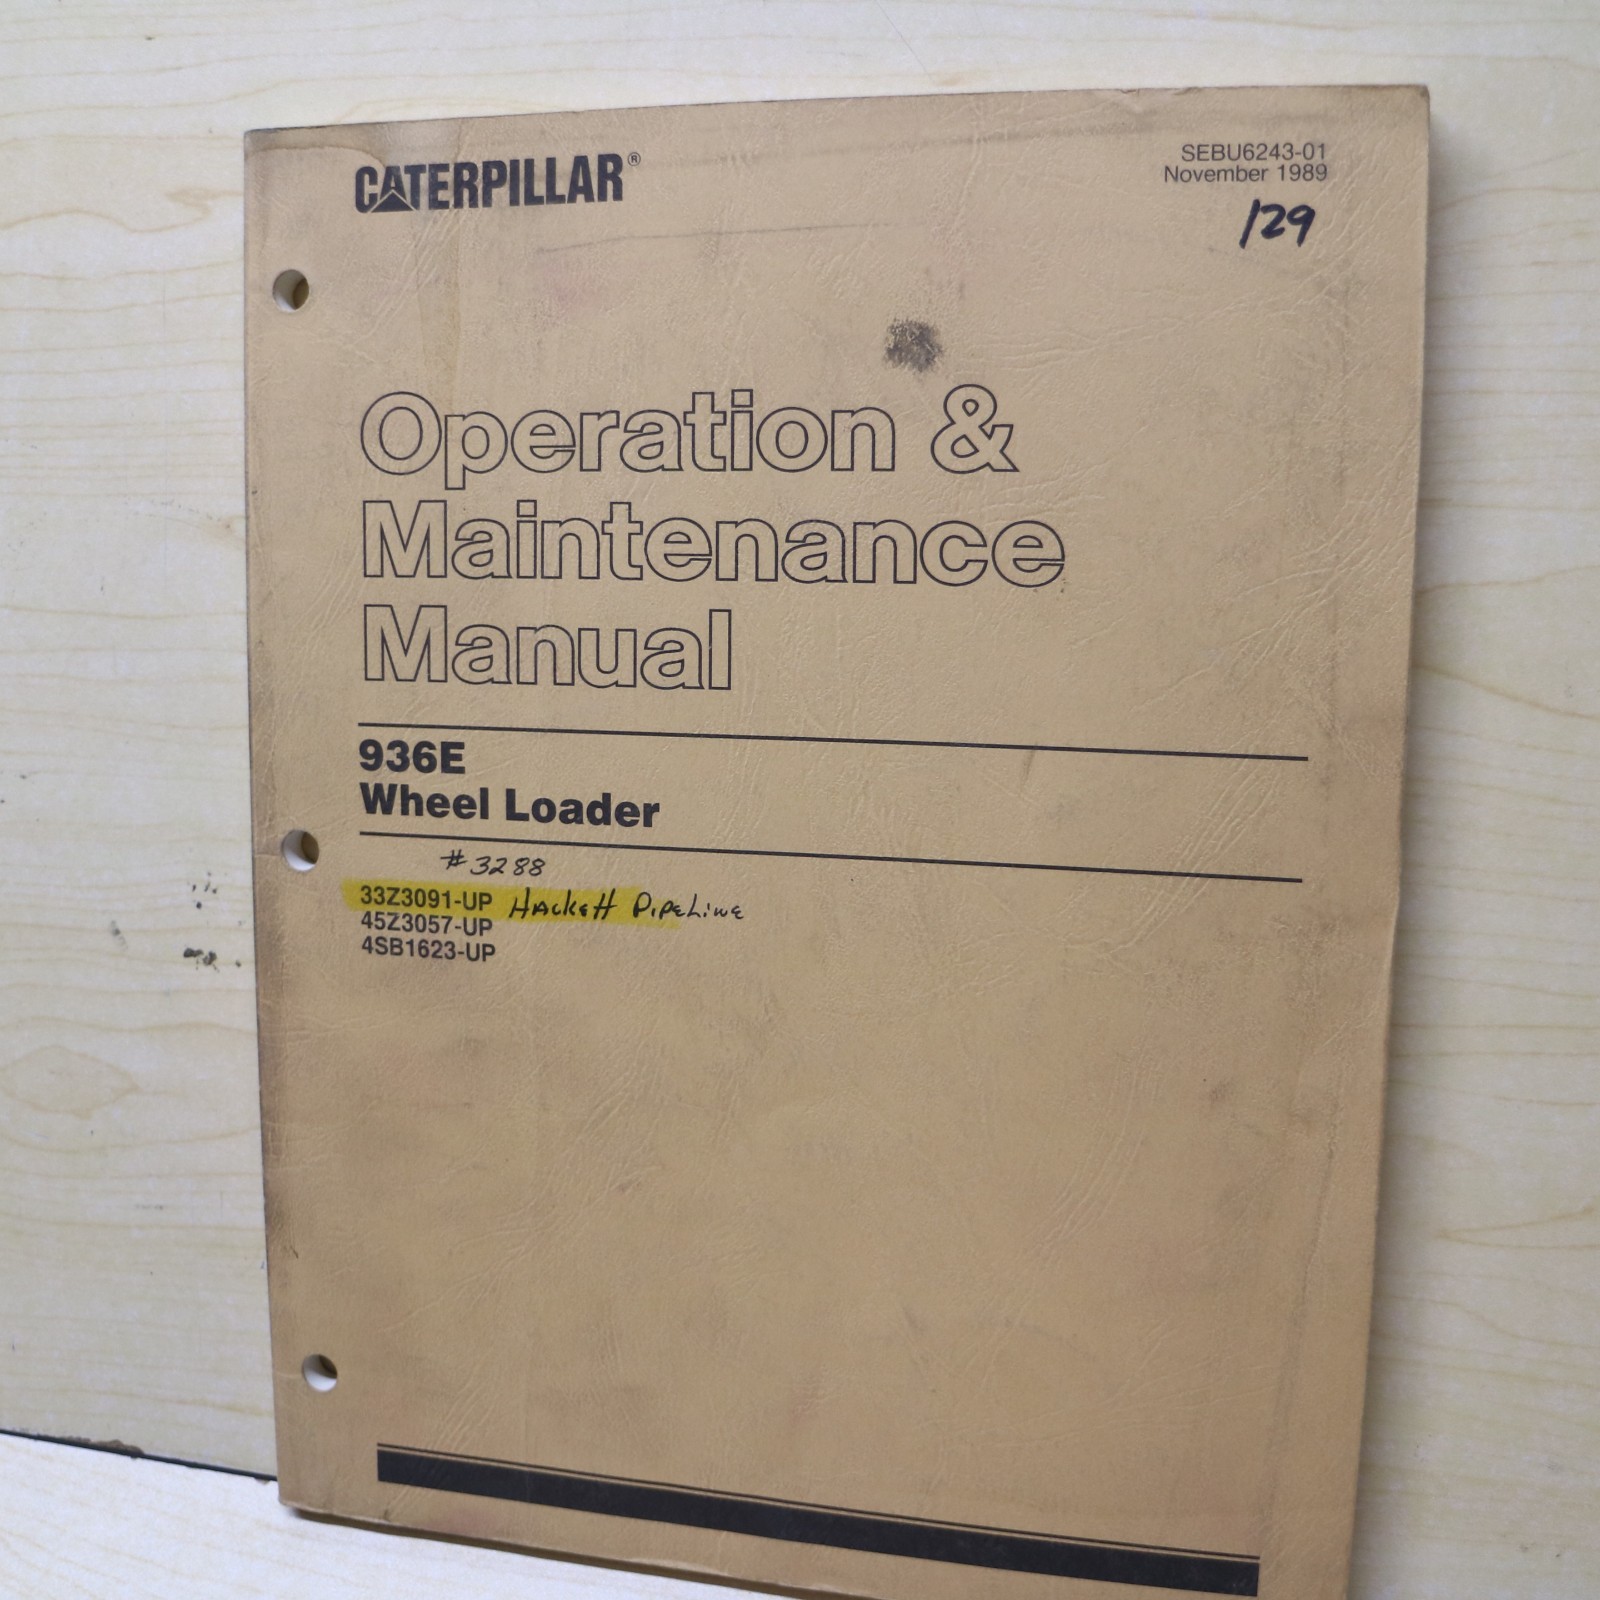 CATERPILLAR®
SEBU6243-01
November 1989
129
Operation &
Maintenance
Manual
936E
Wheel Loader
#3288
33Z3091-UP Hackett Pipeline
45Z3057-UP
4SB1623-UP